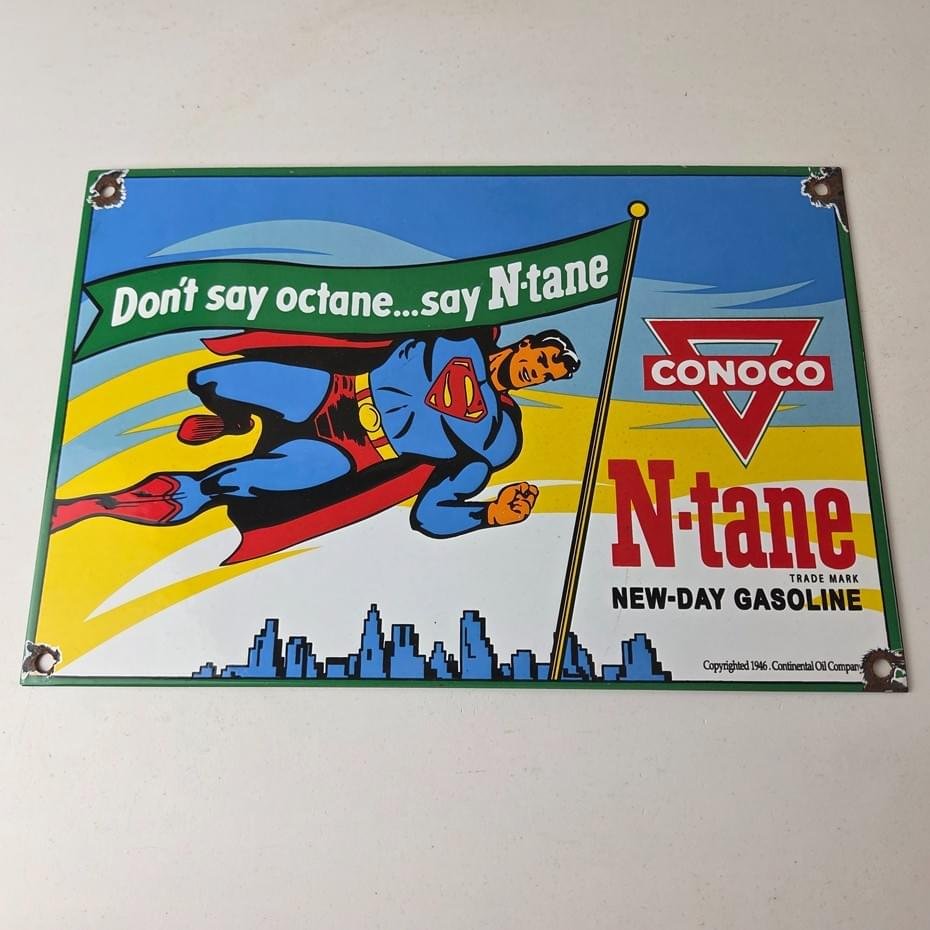 Don't say octane...say N-tane
CONOCO
N-tane
TRADE MARK
NEW-DAY GASOLINE
Copyrighted 1946. Continental Oil Company